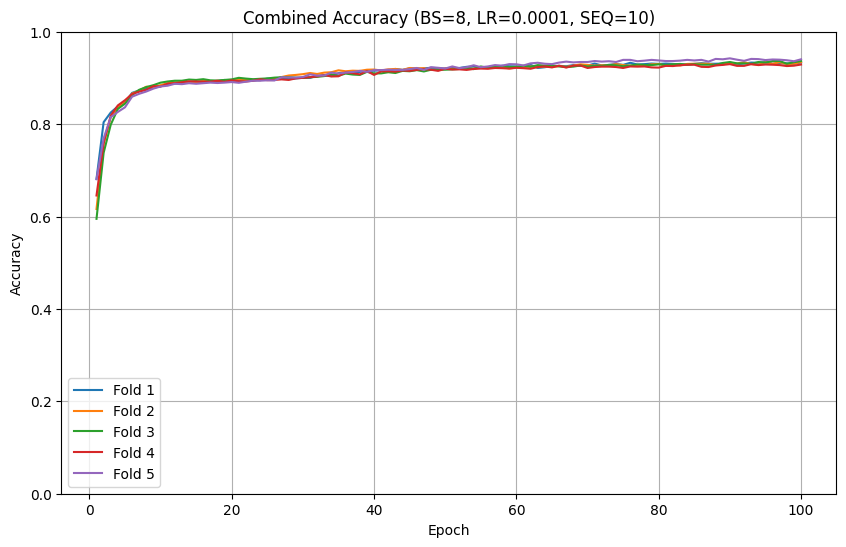 Combined Accuracy (BS=8, LR=0.0001, SEQ=10)
1.0
0.8
0.6
0.4
0.2
0.0
Accuracy
Fold 1
Fold 2
Fold 3
Fold 4
Fold 5
0 20 40 60 80 100
Epoch